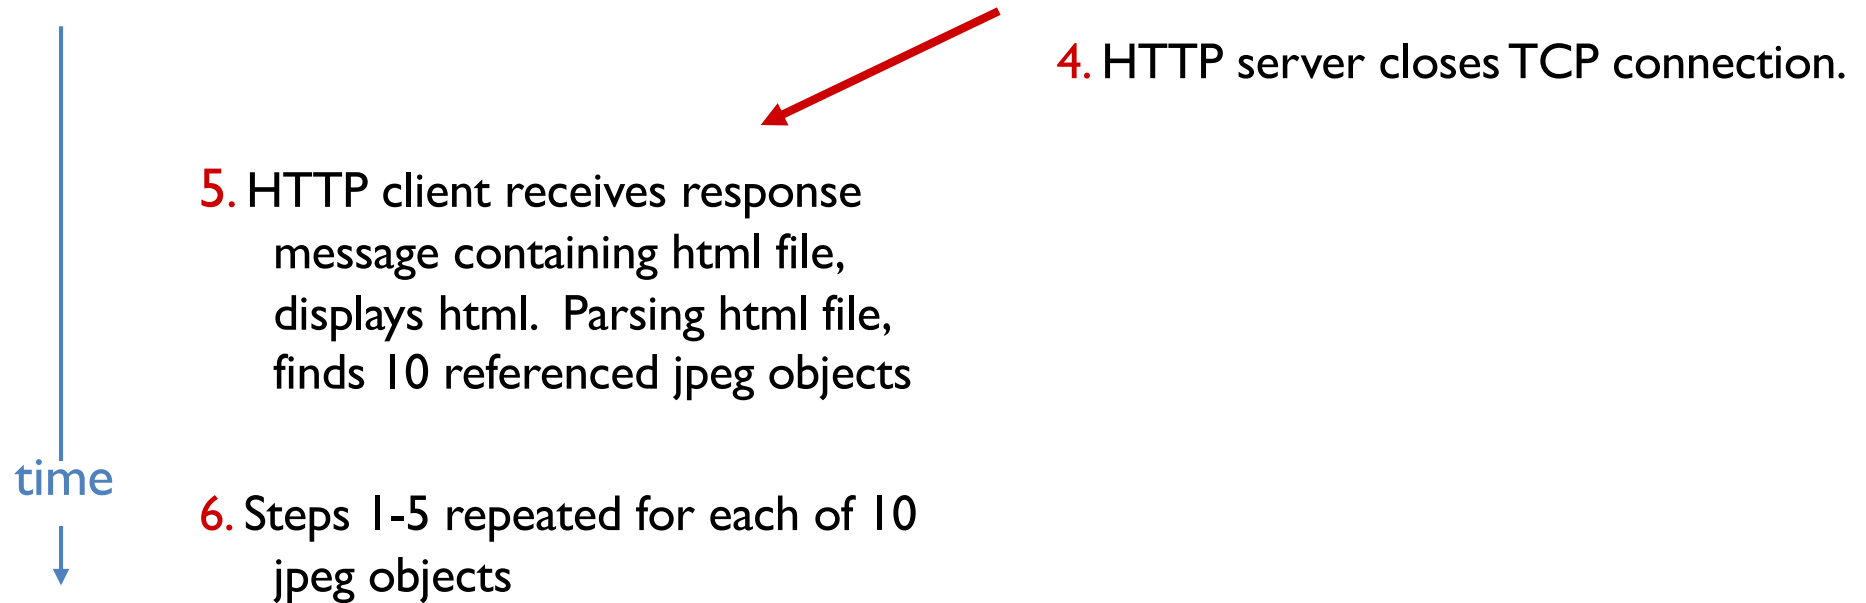 4. HTTP server closes TCP connection.
5. HTTP client receives response
message containing html file,
displays html.  Parsing html file,
finds 10 referenced jpeg objects
time
6. Steps 1-5 repeated for each of 10
jpeg objects